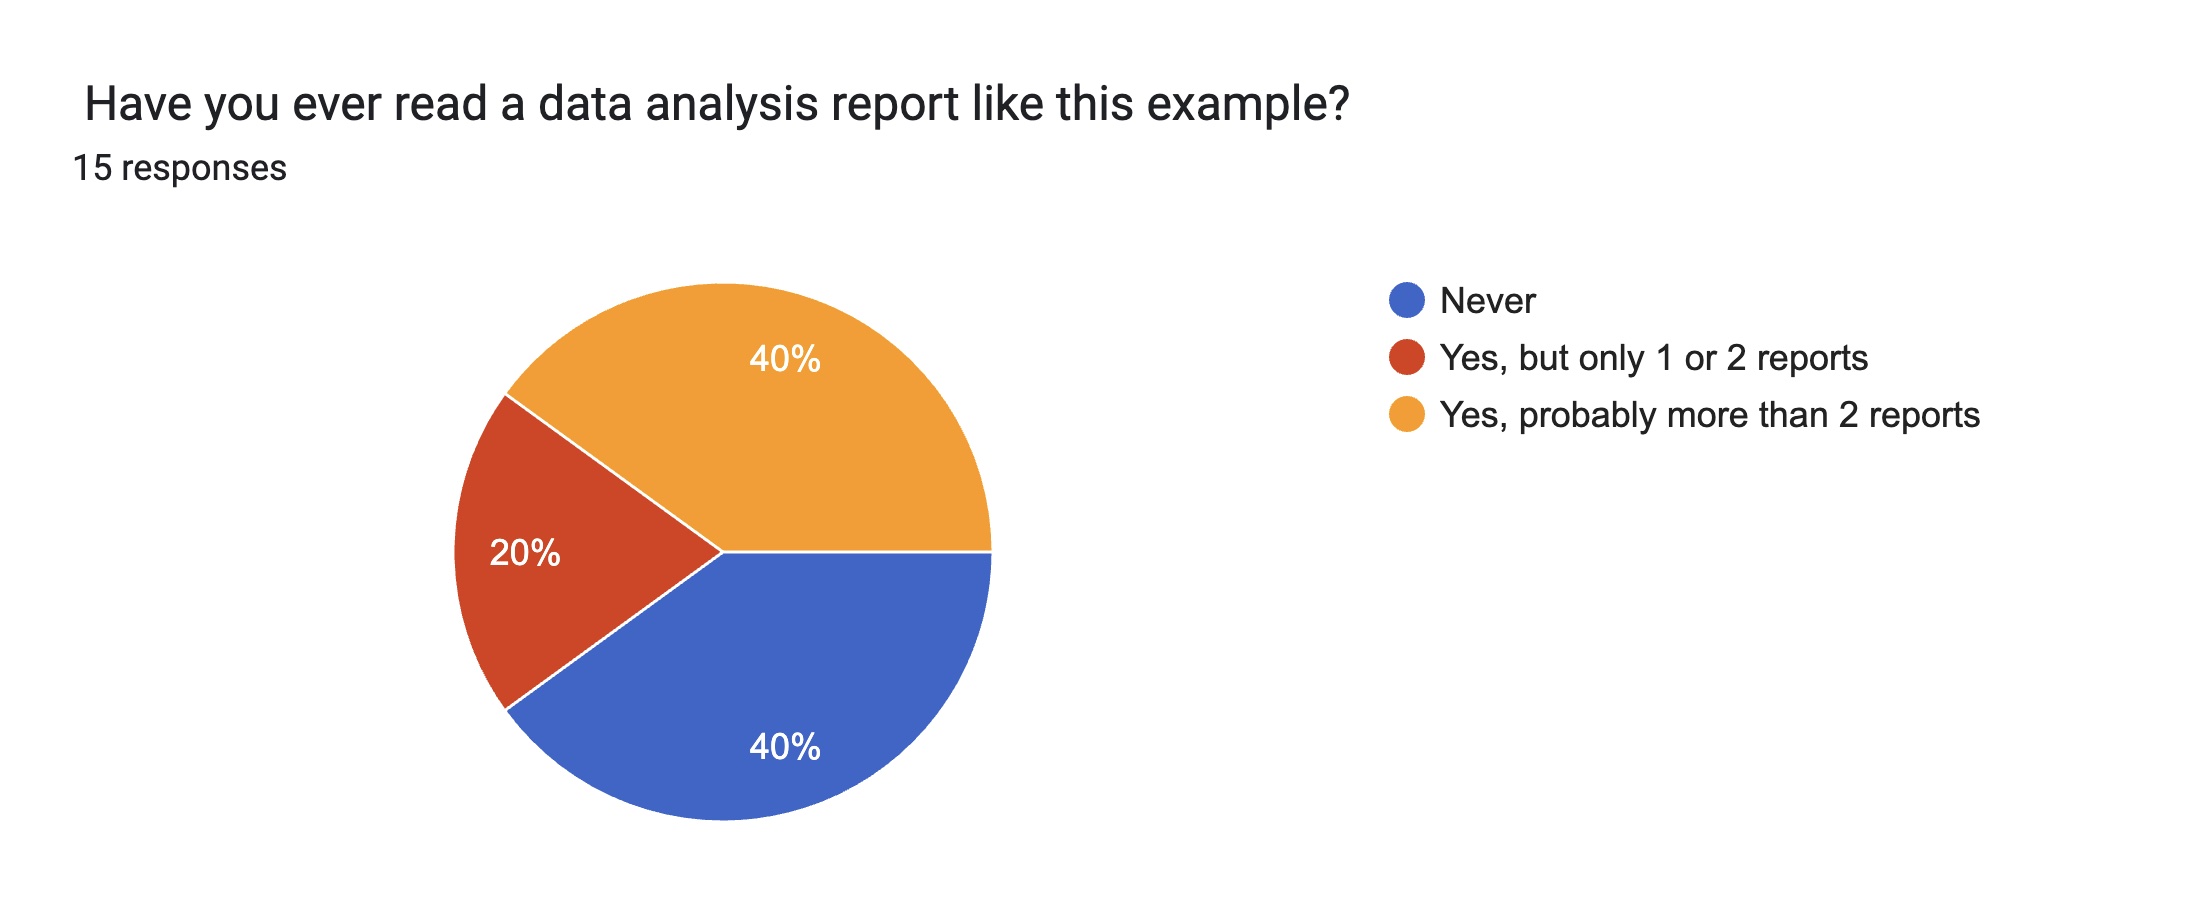 Have you ever read a data analysis report like this example?
15 responses
40%
20%
40%
Never
Yes, but only 1 or 2 reports
Yes, probably more than 2 reports